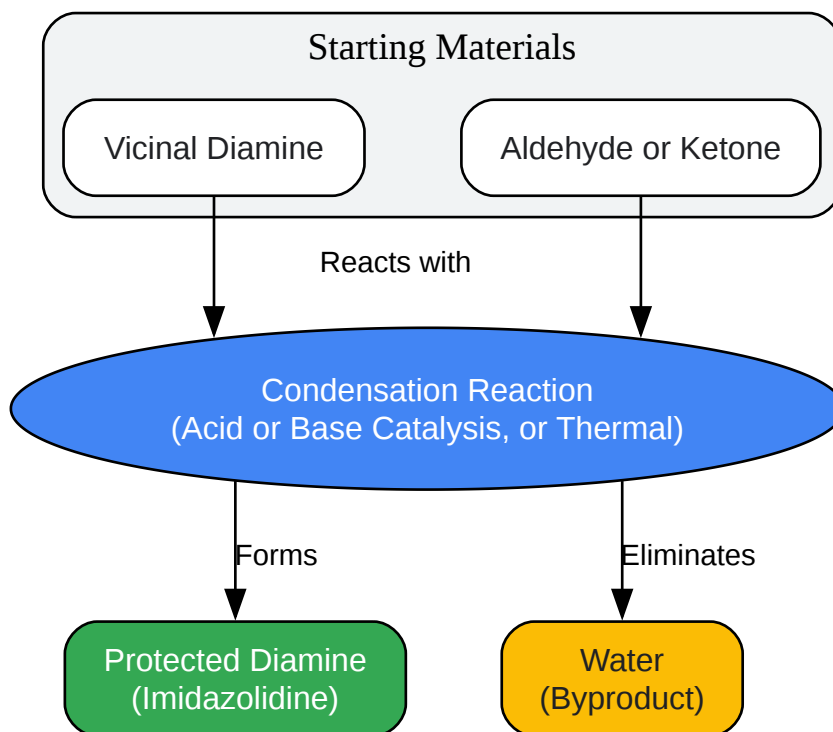 Starting Materials
Vicinal Diamine
Aldehyde or Ketone
Reacts with
Condensation Reaction
(Acid or Base Catalysis, or Thermal)
Forms
Eliminates
Protected Diamine
(Imidazolidine)
Water
(Byproduct)